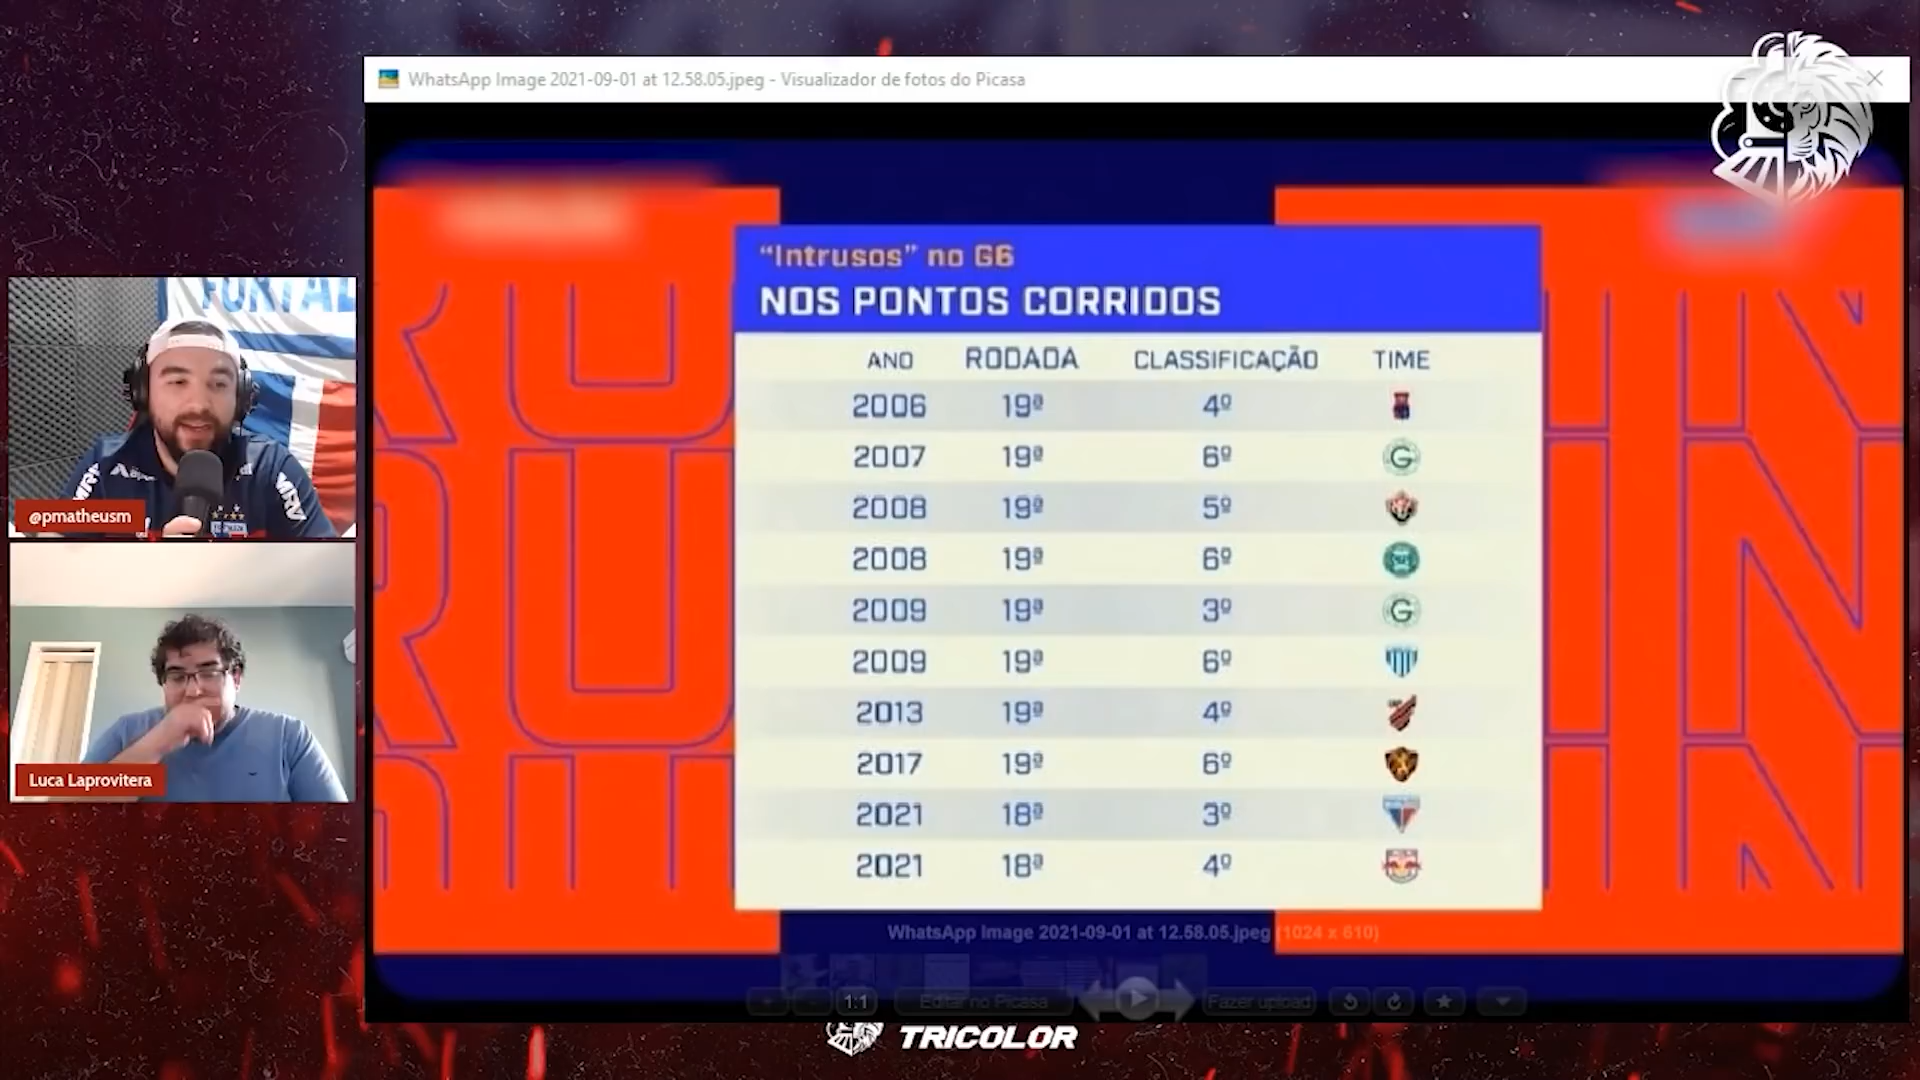 WhatsApp Image 2021-09-01 at 12.58.05.jpeg - Visualizador de fotos do Picasa
“Intrusos” no G6
NOS PONTOS CORRIDOS
ANO RODADA CLASSIFICAÇÃO TIME
2006 19ª 4º
2007 19ª 6º
2008 19ª 5º
2008 19ª 6º
2009 19ª 3º
2009 19ª 6º
2013 19ª 4º
2017 19ª 6º
2021 18ª 3º
2021 18ª 4º
WhatsApp Image 2021-09-01 at 12.58.05.jpeg (1024 x 610)
1:1 Editar no Picasa Fazer upload
@pmatheusm
Luca Laprovitera
TRICOLOR